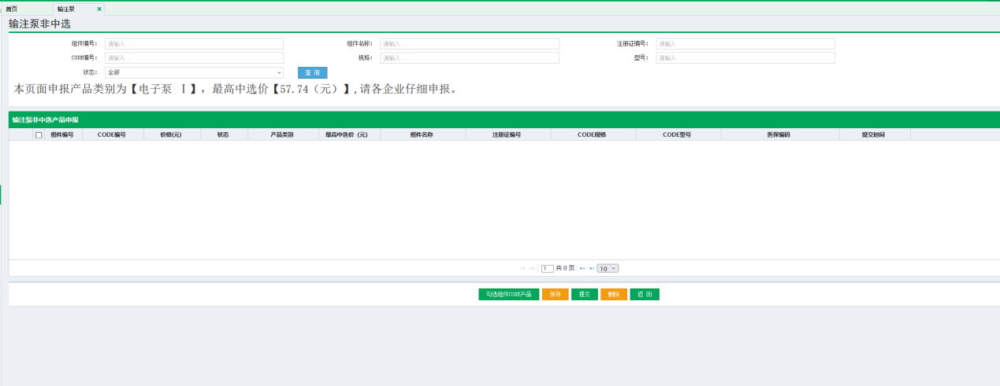 首页 输注泵 ×
输注泵非中选
组件编号: 请输入... 组件名称: 请输入... 注册证编号: 请输入...
CODE编号: 请输入... 规格: 请输入... 型号: 请输入...
状态: 全部 查 询
本页面申报产品类别为【电子泵 Ⅰ】，最高中选价【57.74（元）】,请各企业仔细申报。
输注泵非中选产品申报
组件编号 CODE编号 价格(元) 状态 产品类别 最高中选价 (元) 组件名称 注册证编号 CODE规格 CODE型号 医保编码 提交时间
1 共 0 页 10
勾选组件CODE产品 保存 提交 删除 返 回